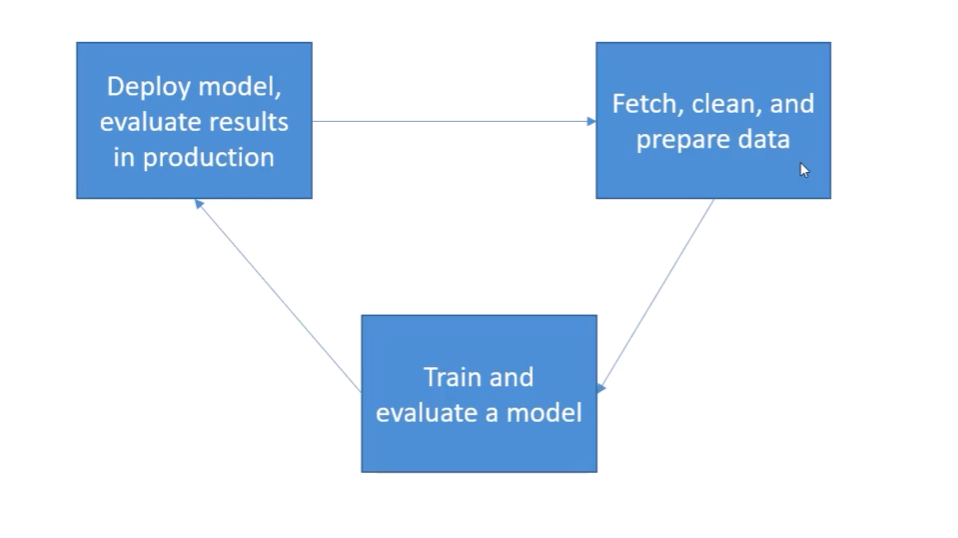 Deploy model,
evaluate results
in production
Fetch, clean, and
prepare data
Train and
evaluate a model